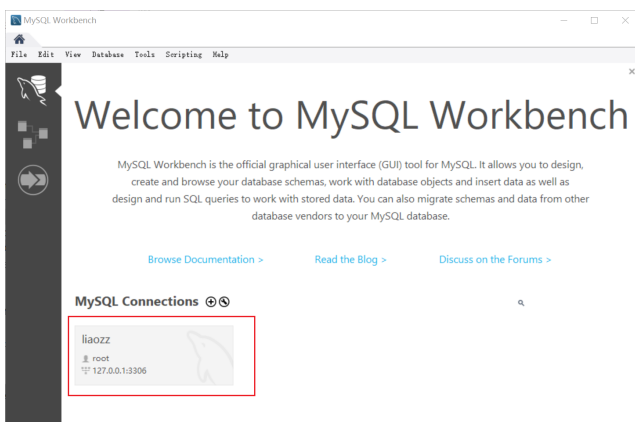 MySQL Workbench
File Edit View Database Tools Scripting Help
Welcome to MySQL Workbench
MySQL Workbench is the official graphical user interface (GUI) tool for MySQL. It allows you to design,
create and browse your database schemas, work with database objects and insert data as well as
design and run SQL queries to work with stored data. You can also migrate schemas and data from other
database vendors to your MySQL database.
Browse Documentation > Read the Blog > Discuss on the Forums >
MySQL Connections
liaozz
root
127.0.0.1:3306